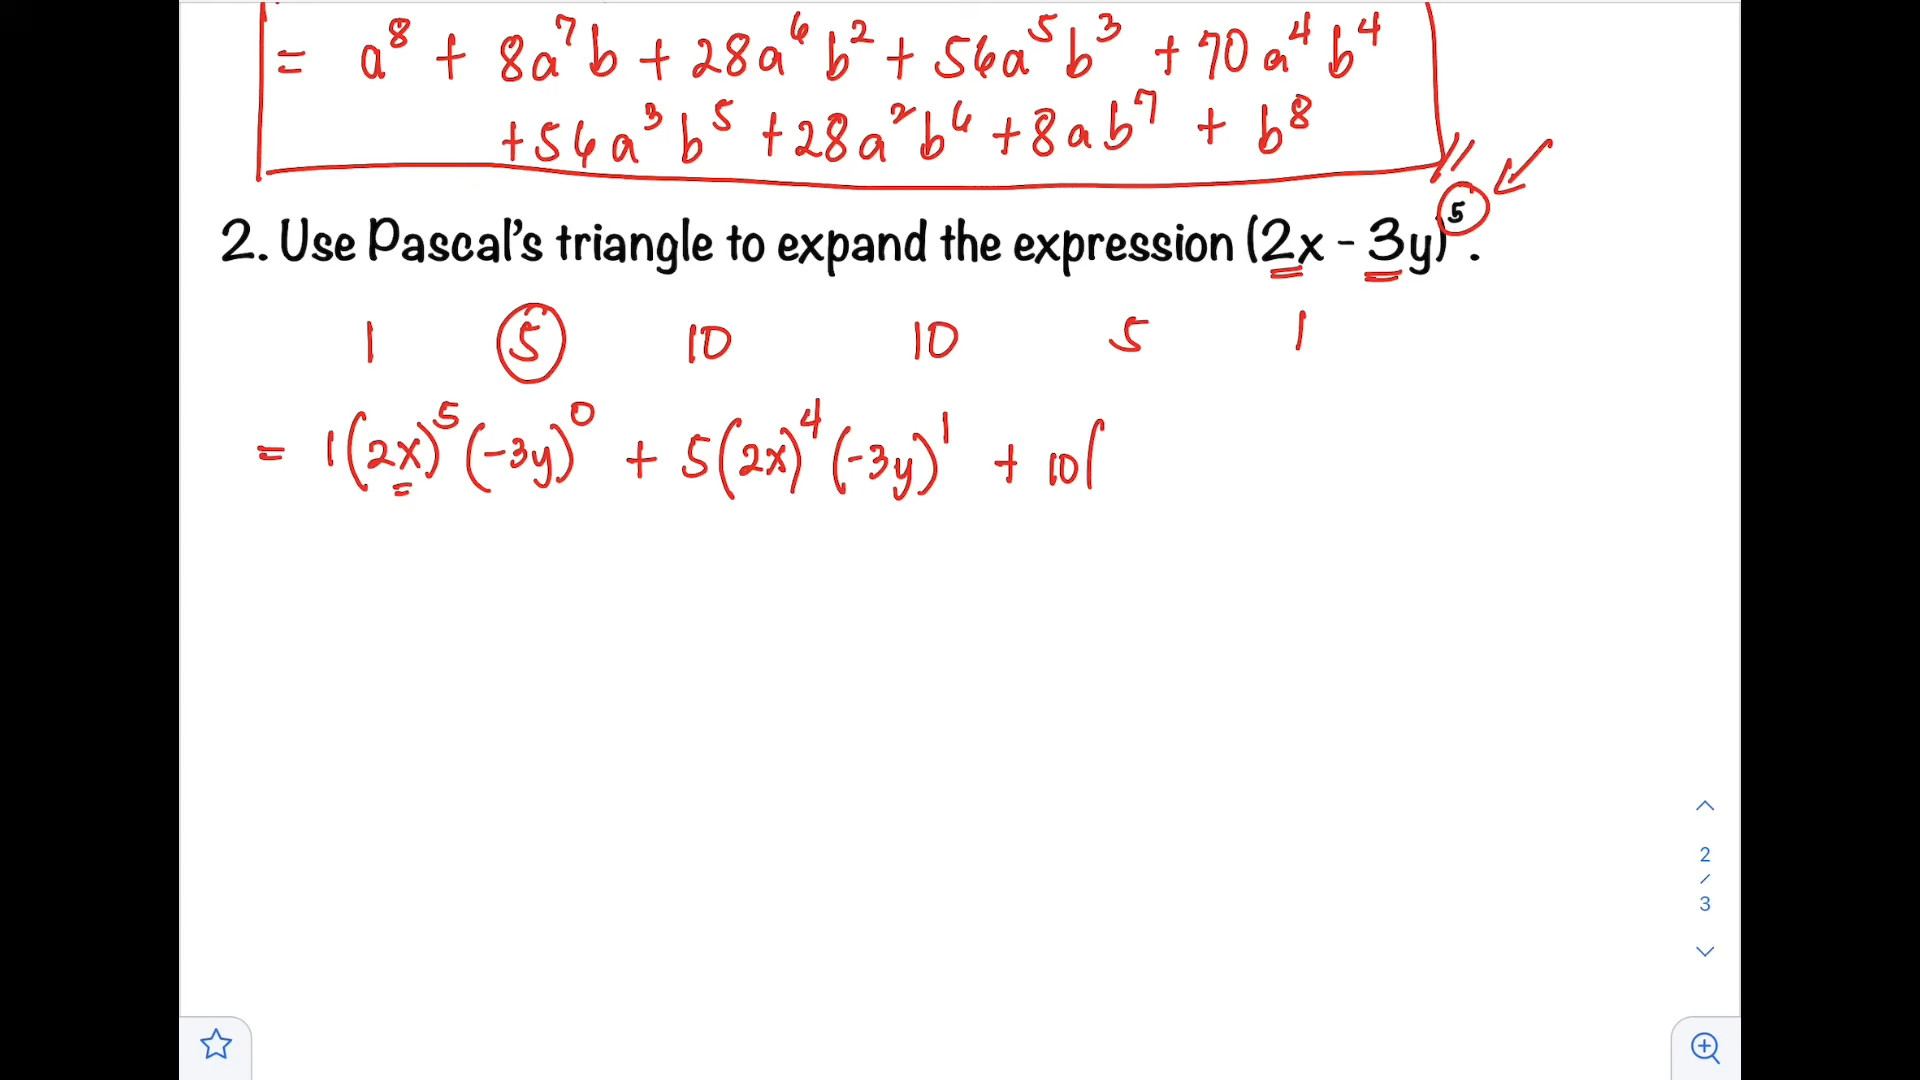 = a⁸ + 8a⁷b + 28a⁶b² + 56a⁵b³ + 70a⁴b⁴
+56a³b⁵ +28a²b⁶ +8ab⁷ + b⁸
2. Use Pascal's triangle to expand the expression (2x - 3y)⁵.
1 5 10 10 5 1
= 1(2x)⁵(-3y)⁰ + 5(2x)⁴(-3y)¹ + 10(
2
/
3